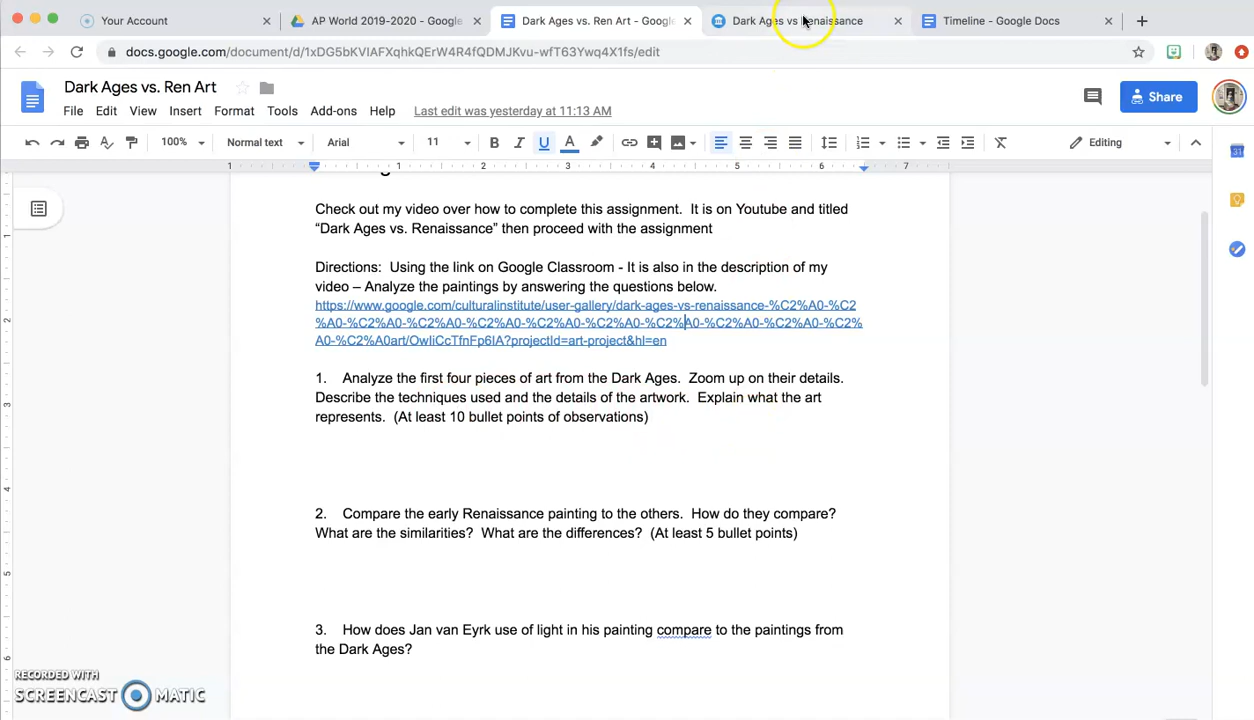 Your Account
AP World 2019-2020 - Google
Dark Ages vs. Ren Art - Google
Dark Ages vs Renaissance
Timeline - Google Docs
docs.google.com/document/d/1xDG5bKVIAFXqhkQER W4R4fQDMJKvu-wfT63Ywq4X1fs/edit
Dark Ages vs. Ren Art
File Edit View Insert Format Tools Add-ons Help Last edit was yesterday at 11:13 AM
Share
100% Normal text Arial 11 B I U A Editing
1 1 2 3 4 5 6 7
Check out my video over how to complete this assignment. It is on Youtube and titled
“Dark Ages vs. Renaissance” then proceed with the assignment
Directions: Using the link on Google Classroom - It is also in the description of my
video – Analyze the paintings by answering the questions below.
https://www.google.com/culturalinstitute/user-gallery/dark-ages-vs-renaissance-%C2%A0-%C2
%A0-%C2%A0-%C2%A0-%C2%A0-%C2%A0-%C2%A0-%C2%A0-%C2%A0-%C2%A0-%C2%
A0-%C2%A0art/OwIiCcTfnFp6IA?projectId=art-project&hl=en
1. Analyze the first four pieces of art from the Dark Ages. Zoom up on their details.
Describe the techniques used and the details of the artwork. Explain what the art
represents. (At least 10 bullet points of observations)
2. Compare the early Renaissance painting to the others. How do they compare?
What are the similarities? What are the differences? (At least 5 bullet points)
3. How does Jan van Eyrk use of light in his painting compare to the paintings from
the Dark Ages?
RECORDED WITH
SCREENCAST MATIC